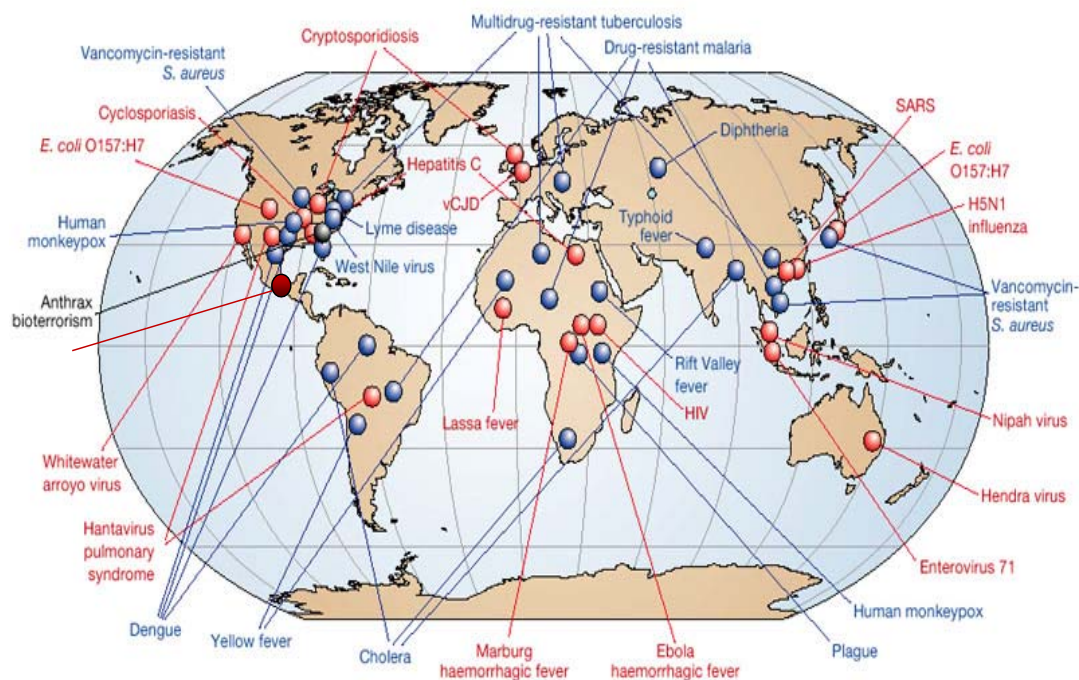 Multidrug-resistant tuberculosis
Cryptosporidiosis
Drug-resistant malaria
Vancomycin-resistant
S. aureus
SARS
Cyclosporiasis
Diphtheria
E. coli
O157:H7
E. coli O157:H7
Hepatitis C
H5N1
influenza
vCJD
Human
monkeypox
Lyme disease
Typhoid
fever
West Nile virus
Anthrax
bioterrorism
Vancomycin-
resistant
S. aureus
Rift Valley
fever
Lassa fever
HIV
Nipah virus
Whitewater
arroyo virus
Hendra virus
Hantavirus
pulmonary
syndrome
Enterovirus 71
Human monkeypox
Dengue
Yellow fever
Cholera
Marburg
haemorrhagic fever
Ebola
haemorrhagic fever
Plague